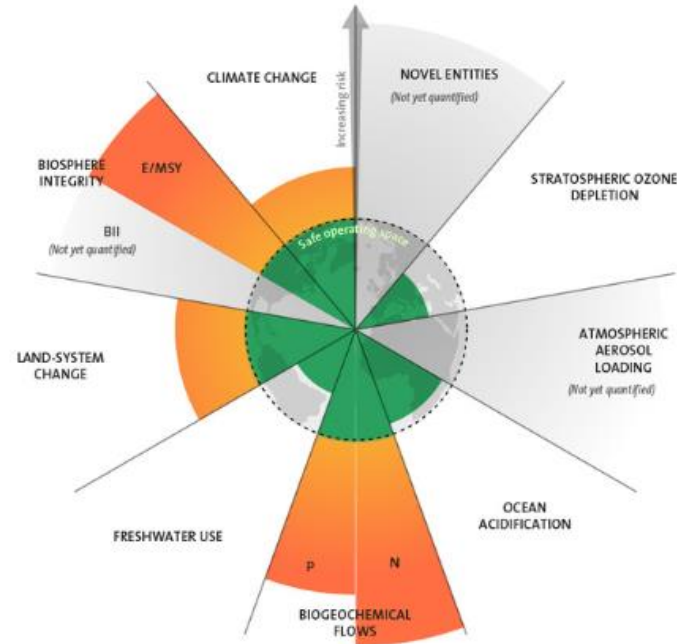 CLIMATE CHANGE
Increasing risk
NOVEL ENTITIES
(Not yet quantified)
STRATOSPHERIC OZONE
DEPLETION
ATMOSPHERIC
AEROSOL
LOADING
(Not yet quantified)
OCEAN
ACIDIFICATION
N
P
BIOGEOCHEMICAL
FLOWS
FRESHWATER USE
LAND-SYSTEM
CHANGE
BIOSPHERE
INTEGRITY
E/MSY
BII
(Not yet quantified)
Safe operating space